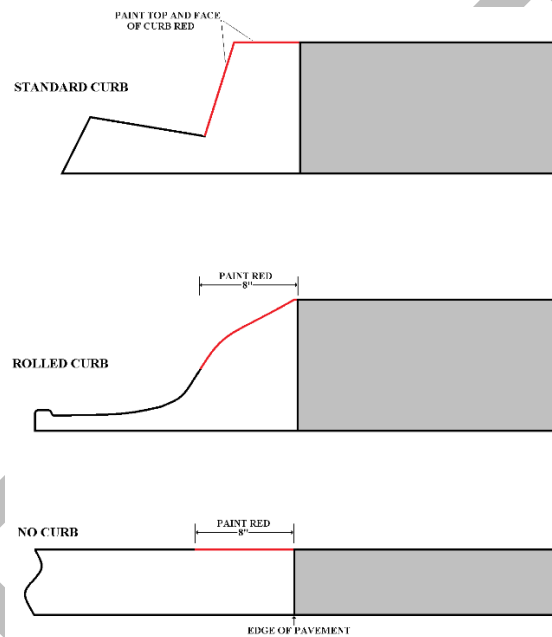 PAINT TOP AND FACE
OF CURB RED
STANDARD CURB
PAINT RED
8"
ROLLED CURB
PAINT RED
8"
NO CURB
EDGE OF PAVEMENT